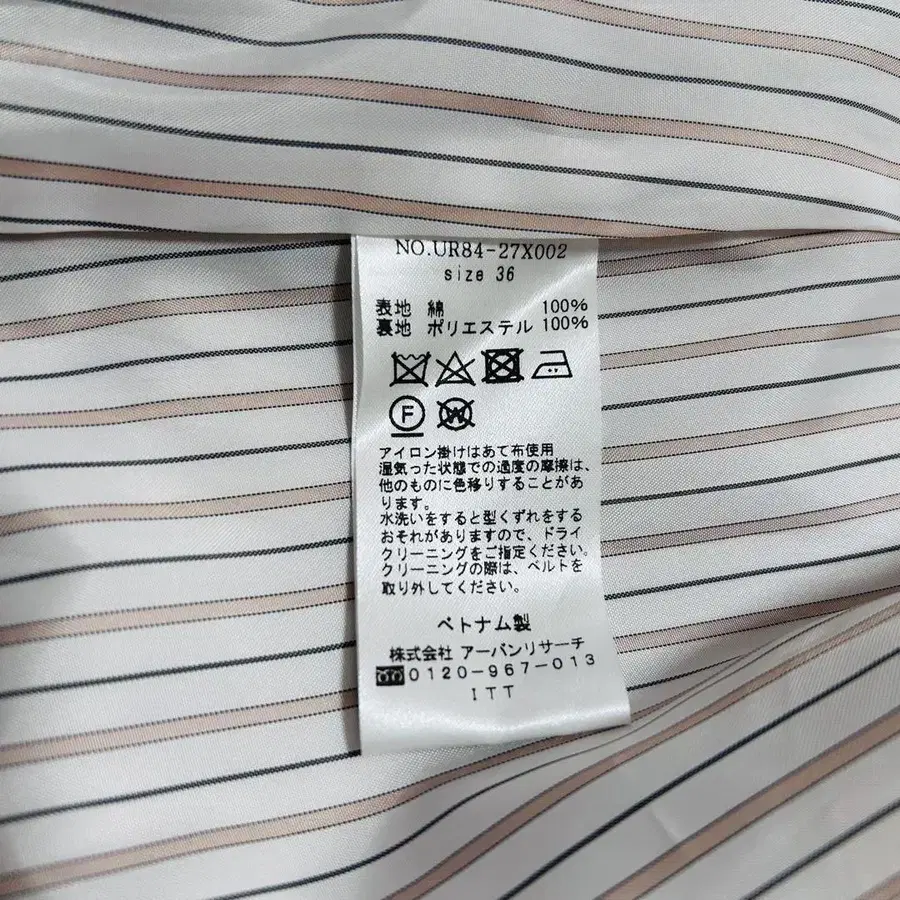 NO.UR84-27X002
size 36
表地 綿 100%
裏地 ポリエステル 100%
F W
アイロン掛けはあて布使用
湿気った状態での過度の摩擦は、
他のものに色移りすることがあ
ります。
水洗いをすると型くずれをする
おそれがありますので、ドライ
クリーニングをご指定ください。
クリーニングの際は、ベルトを
取り外してください。
ベトナム製
株式会社 アーバンリサーチ
0120-967-013
ITT